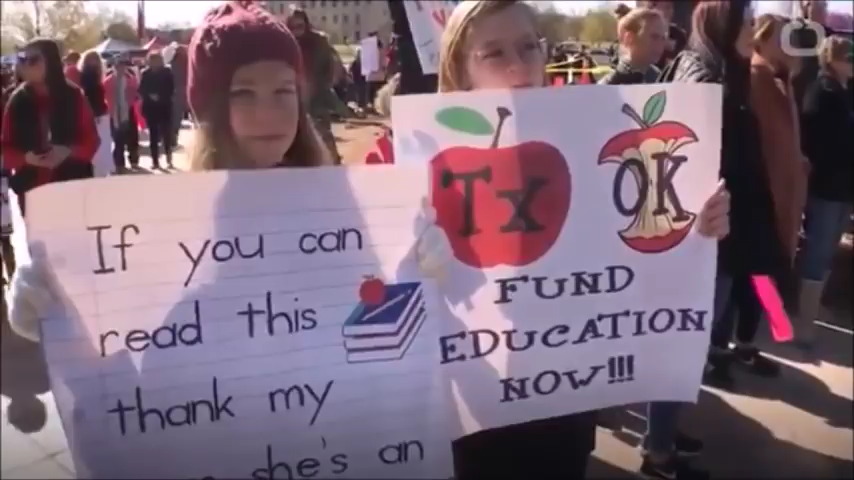 If you can
read this
thank my
she's an
Tx
OK
FUND
EDUCATION
NOW!!!